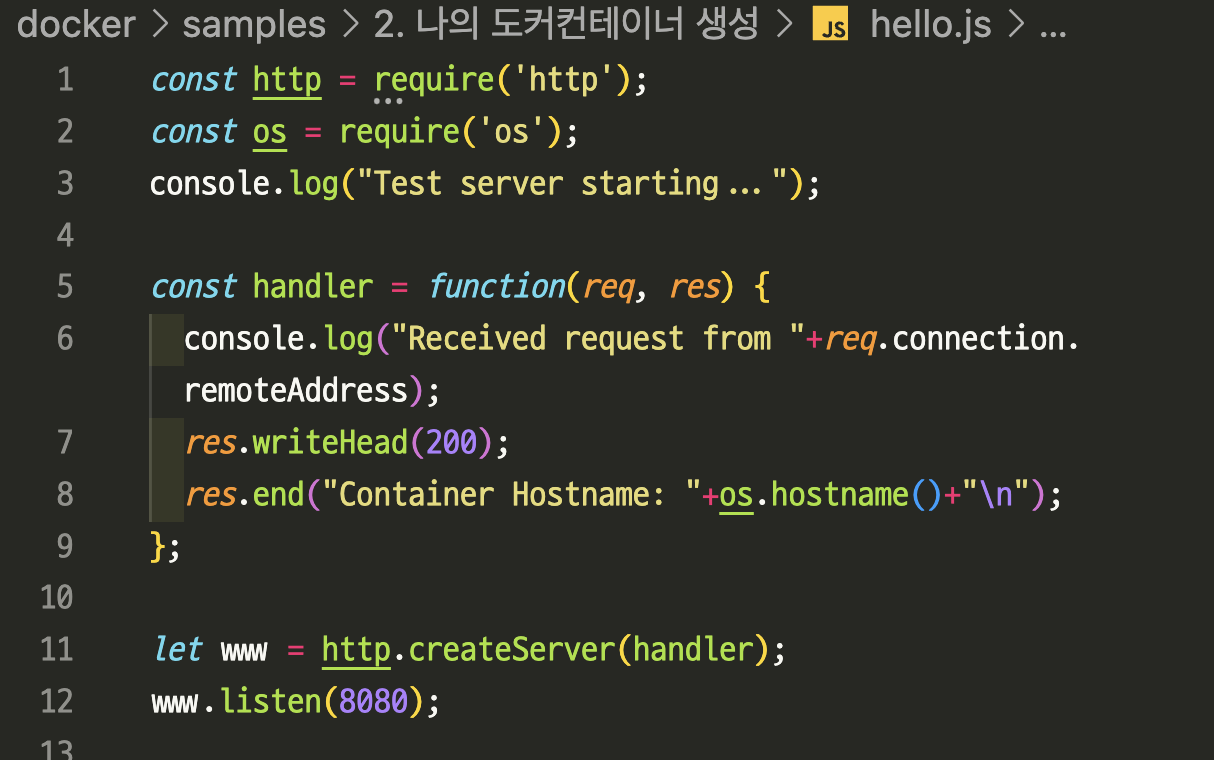 docker > samples > 2. 나의 도커컨테이너 생성 > JS hello.js > ...
1 const http = require('http');
2 const os = require('os');
3 console.log("Test server starting...");
4
5 const handler = function(req, res) {
6 console.log("Received request from "+req.connection.
remoteAddress);
7 res.writeHead(200);
8 res.end("Container Hostname: "+os.hostname()+"\n");
9 };
10
11 let www = http.createServer(handler);
12 www.listen(8080);
13